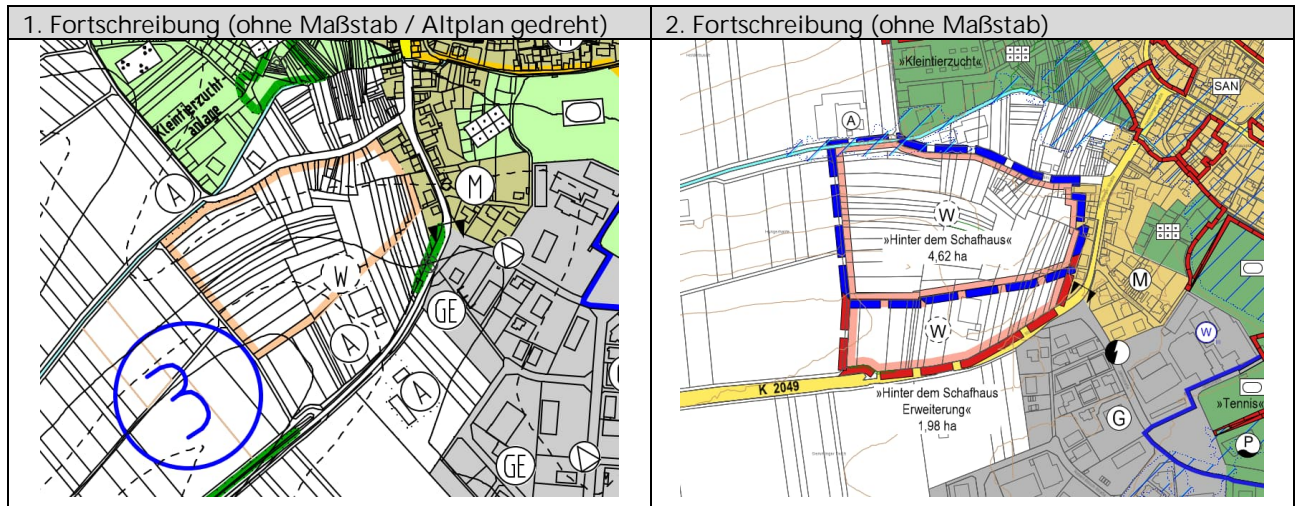 1. Fortschreibung (ohne Maßstab / Altplan gedreht)
2. Fortschreibung (ohne Maßstab)
Kleintierzucht-
anlage
A
M
W
A
A
GE
GE
3
»Kleintierzucht«
SAN
A
W
»Hinter dem Schafhaus«
4,62 ha
M
W
W
K 2049
»Hinter dem Schafhaus
Erweiterung«
1,98 ha
G
»Tennis«
P